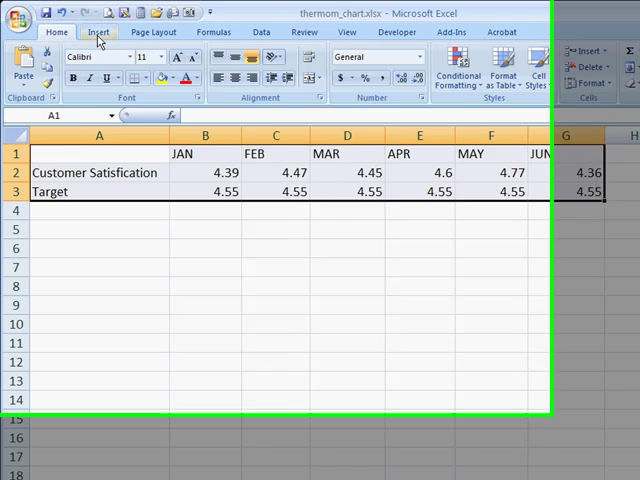 thermom_chart.xlsx - Microsoft Excel
Home Insert Page Layout Formulas Data Review View Developer Add-Ins Acrobat
Calibri 11 General Insert
Paste B I U $ % , Conditional Formatting Format as Table Cell Styles Delete
Format
Clipboard Font Alignment Number Styles Cells
A1 fx
A B C D E F G H
1 JAN FEB MAR APR MAY JUN
2 Customer Satisfication 4.39 4.47 4.45 4.6 4.77 4.36
3 Target 4.55 4.55 4.55 4.55 4.55 4.55
4
5
6
7
8
9
10
11
12
13
14
15
16
17
18